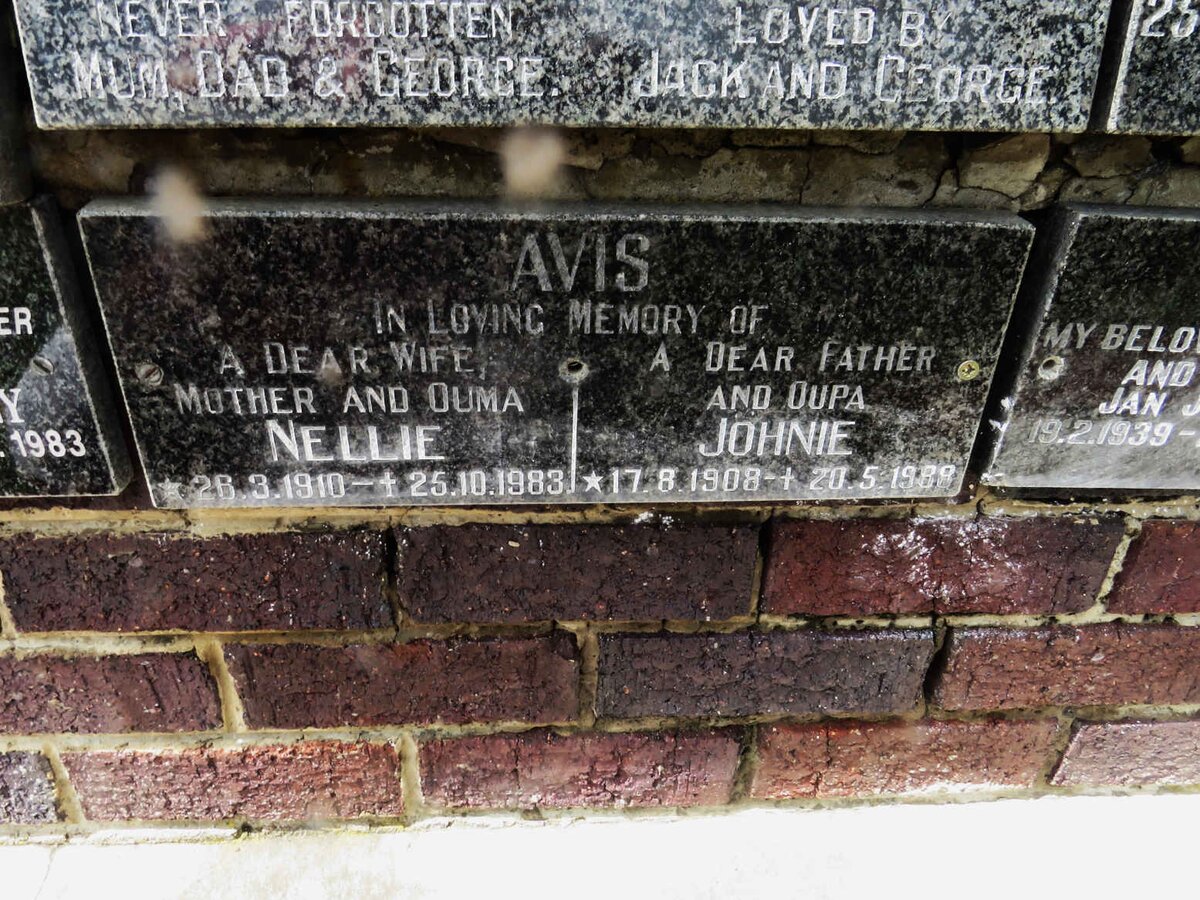 NEVER FORGOTTEN
MUM, DAD & GEORGE.
LOVED BY
JACK AND GEORGE.
ER
Y
1983
AVIS
IN LOVING MEMORY OF
A DEAR WIFE,
MOTHER AND OUMA
NELLIE
★ 26.3.1910 – ✝ 25.10.1983
A DEAR FATHER
AND OUPA
JOHNIE
★ 17.8.1908 – ✝ 20.5.1988
MY BELOV
AND
JAN J
19.2.1939 –